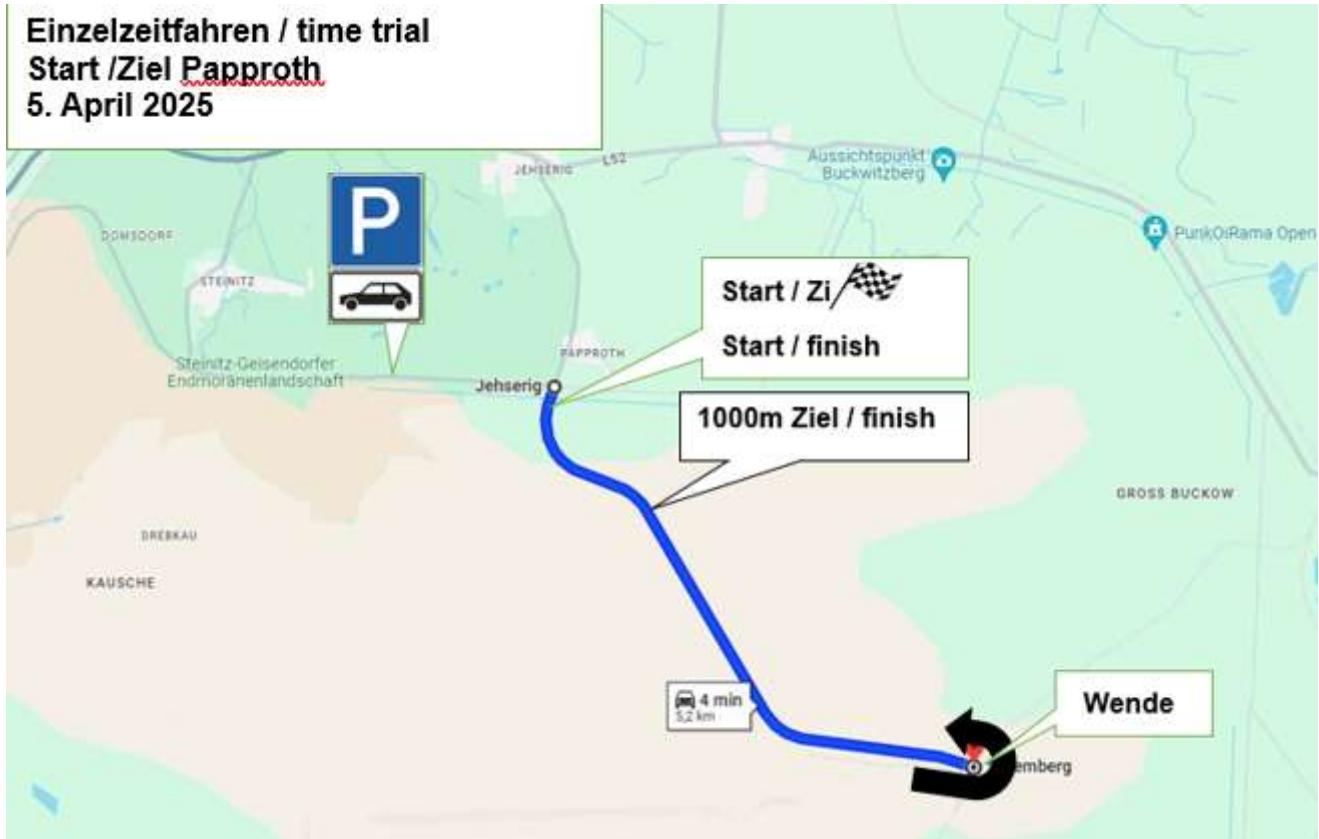 Einzelzeitfahren / time trial
Start /Ziel Papproth
5. April 2025
JEHSERIG
L52
Aussichtspunkt
Buckwitzberg
PunkOiRama Open
DOMSDORF
P
STEINITZ
Start / Zi
Start / finish
Steinitz-Geisendorfer
Endmoränenlandschaft
PAPPROTH
Jehserig
1000m Ziel / finish
GROSS BUCKOW
DREBKAU
KAUSCHE
4 min
5,2 km
Wende
emberg